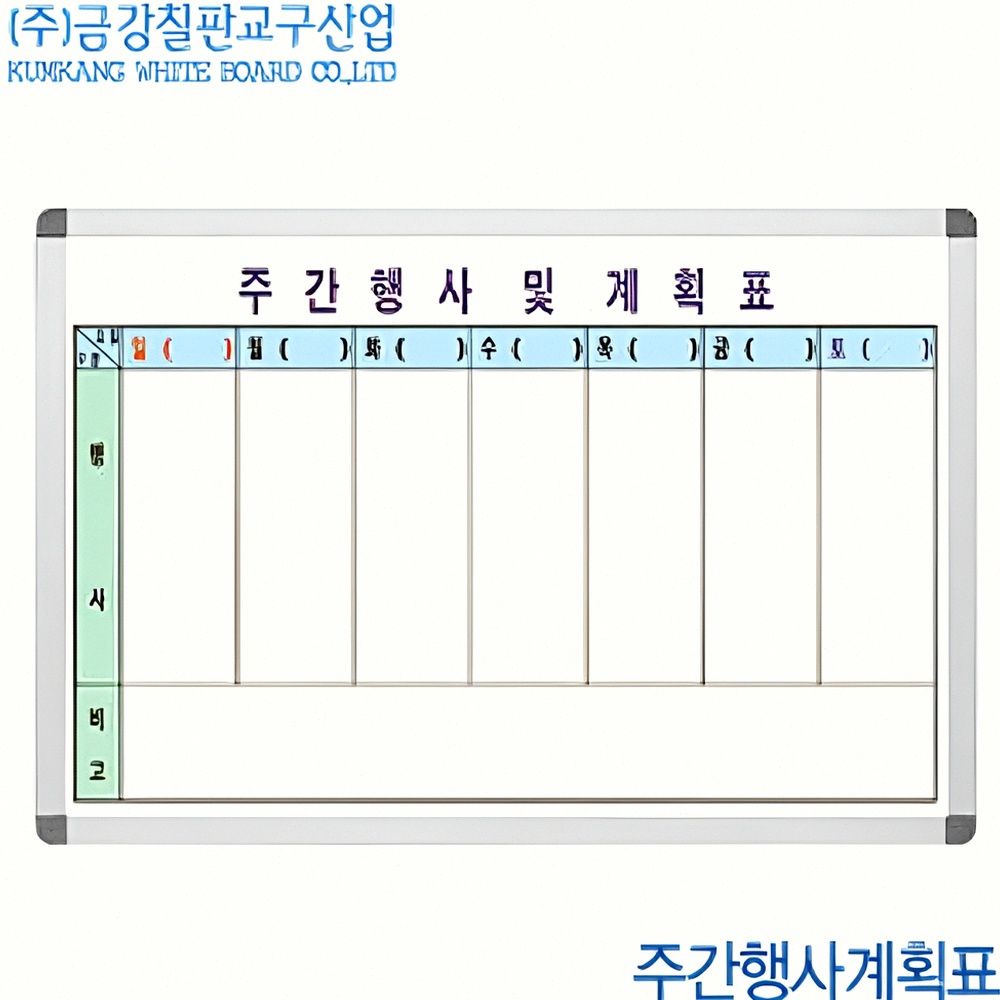 (주)금강칠판교구산업
KUMKANG WHITE BOARD CO.,LTD
주간행사 및 계획표
일 ( ) 월 ( ) 화 ( ) 수 ( ) 목 ( ) 금 ( ) 토 ( )
행
사
비
고
주간행사계획표